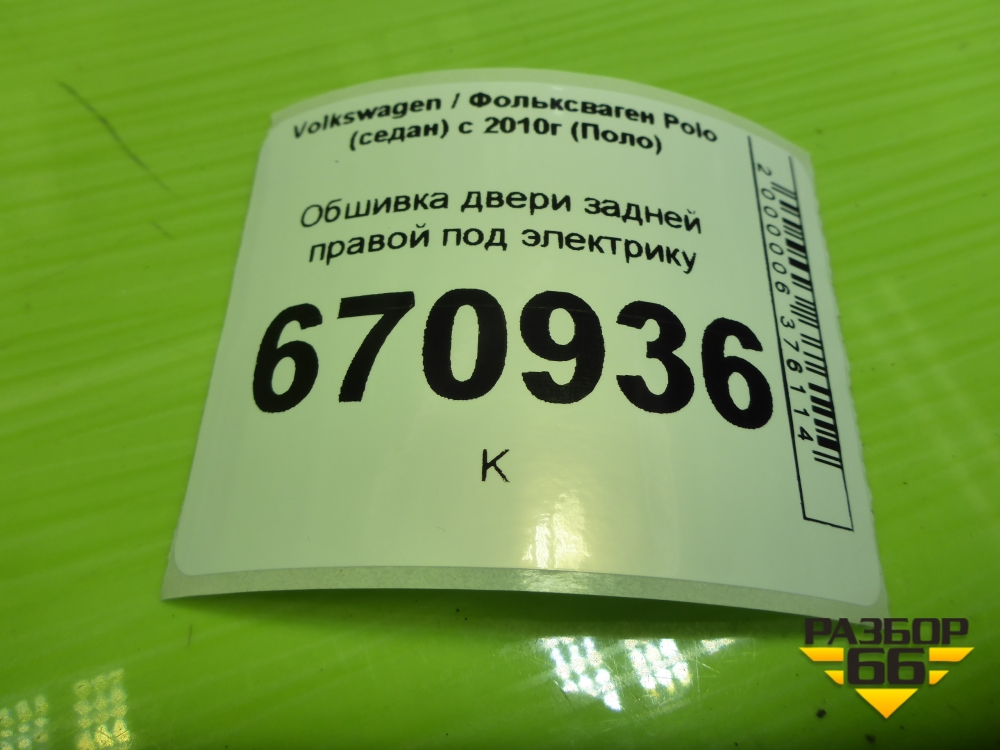 Volkswagen / Фольксваген Polo
(седан) с 2010г (Поло)
Обшивка двери задней
правой под электрику
670936
К
2000006376114
РАЗБОР
66